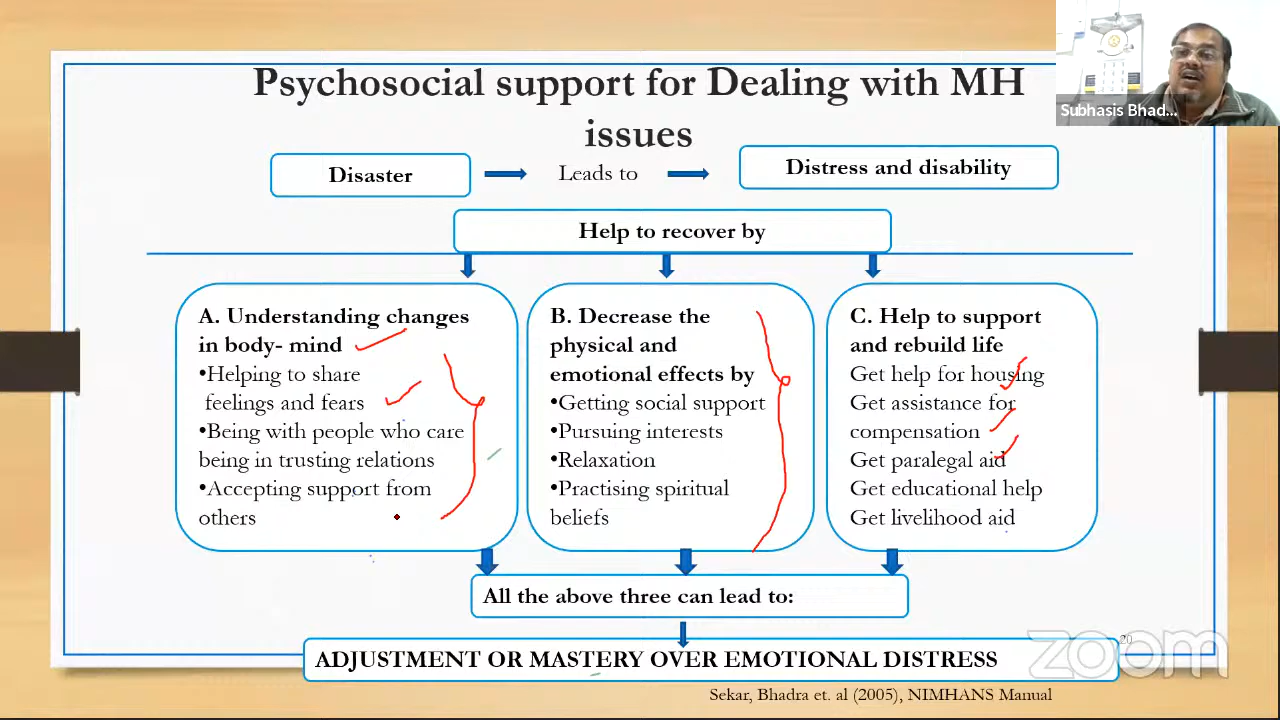 Psychosocial support for Dealing with MH
issues
Subhasis Bhad...
Disaster
Leads to
Distress and disability
Help to recover by
A. Understanding changes
in body- mind
•Helping to share
feelings and fears
•Being with people who care
being in trusting relations
•Accepting support from
others
B. Decrease the
physical and
emotional effects by
•Getting social support
•Pursuing interests
•Relaxation
•Practising spiritual
beliefs
C. Help to support
and rebuild life
Get help for housing
Get assistance for
compensation
Get paralegal aid
Get educational help
Get livelihood aid
All the above three can lead to:
20
zoom
ADJUSTMENT OR MASTERY OVER EMOTIONAL DISTRESS
Sekar, Bhadra et. al (2005), NIMHANS Manual